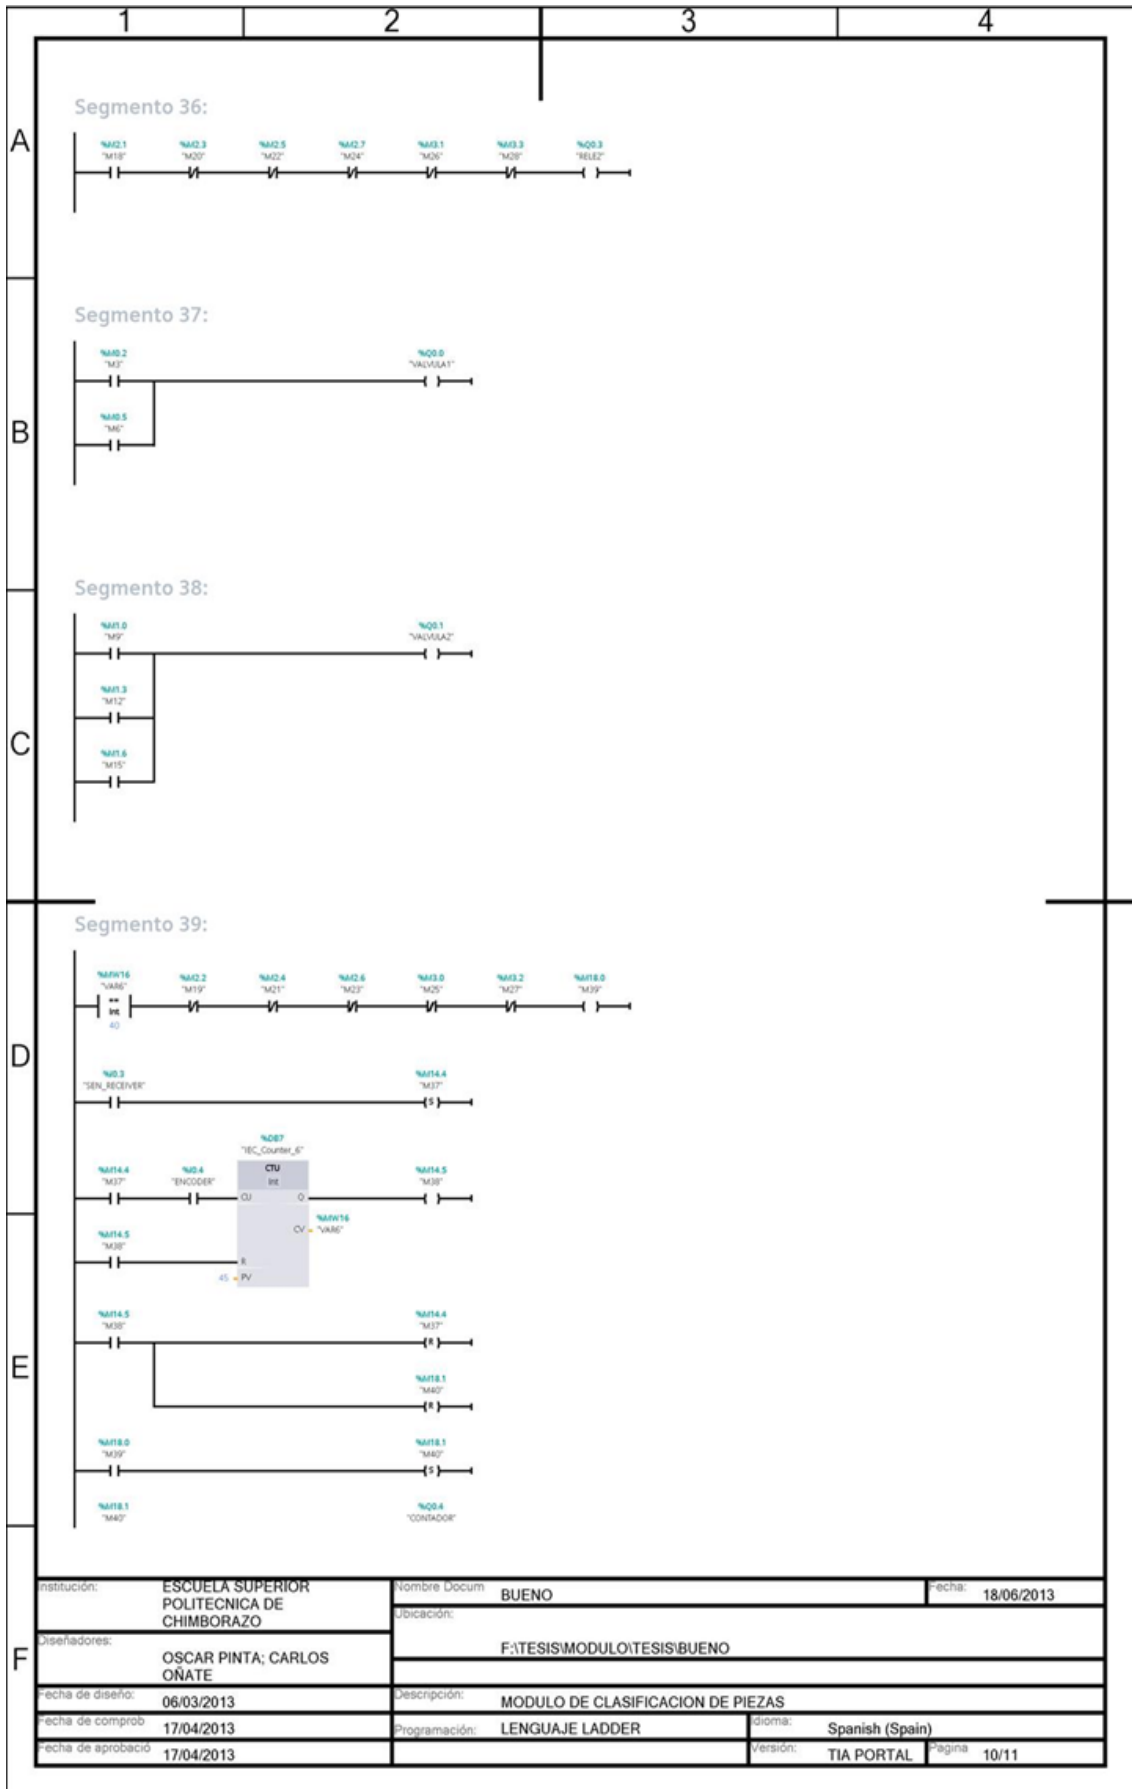 1 2 3 4
A
Segmento 36:
%M2.1 %M2.3 %M2.5 %M2.7 %M3.1 %M3.3 %Q0.3
"M18" "M20" "M22" "M24" "M26" "M28" "RELE2"
Segmento 37:
%M0.2 %Q0.0
"M3" "VALVULA1"
B
%M0.5
"M6"
Segmento 38:
%M1.0 %Q0.1
"M9" "VALVULA2"
%M1.3
"M12"
C
%M1.6
"M15"
Segmento 39:
%MW16 %M2.2 %M2.4 %M2.6 %M3.0 %M3.2 %M18.0
"VAR6" "M19" "M21" "M23" "M25" "M27" "M39"
==
Int
40
D
%I0.3 %M14.4
"SEN_RECEIVER" "M37"
S
%DB7
"IEC_Counter_6"
CTU
Int
%M14.4 %I0.4 %M14.5
"M37" "ENCODER" "M38"
CU Q
%MW16
CV "VAR6"
%M14.5
"M38"
R
45 PV
%M14.5 %M14.4
"M38" "M37"
R
E
%M18.1
"M40"
R
%M18.0 %M18.1
"M39" "M40"
S
%M18.1 %Q0.4
"M40" "CONTADOR"
F
Institución: ESCUELA SUPERIOR
POLITECNICA DE
CHIMBORAZO
Nombre Docum BUENO
Fecha: 18/06/2013
Ubicación:
F:\TESIS\MODULO\TESIS\BUENO
Diseñadores:
OSCAR PINTA; CARLOS
OÑATE
Fecha de diseño: 06/03/2013
Descripción: MODULO DE CLASIFICACION DE PIEZAS
Fecha de comprob 17/04/2013
Programación: LENGUAJE LADDER
Idioma: Spanish (Spain)
Fecha de aprobació 17/04/2013
Versión: TIA PORTAL
Pagina 10/11